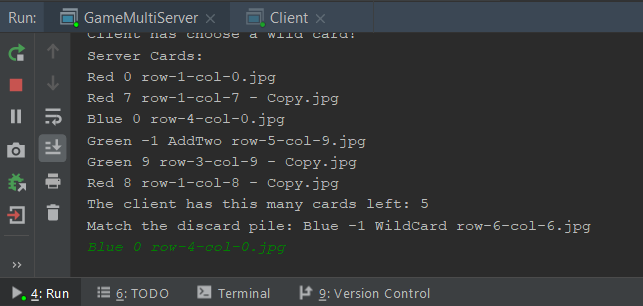 Run: GameMultiServer × Client ×
Client has choose a wild card!
Server Cards:
Red 0 row-1-col-0.jpg
Red 7 row-1-col-7 - Copy.jpg
Blue 0 row-4-col-0.jpg
Green -1 AddTwo row-5-col-9.jpg
Green 9 row-3-col-9 - Copy.jpg
Red 8 row-1-col-8 - Copy.jpg
The client has this many cards left: 5
Match the discard pile: Blue -1 WildCard row-6-col-6.jpg
Blue 0 row-4-col-0.jpg
4: Run 6: TODO Terminal 9: Version Control